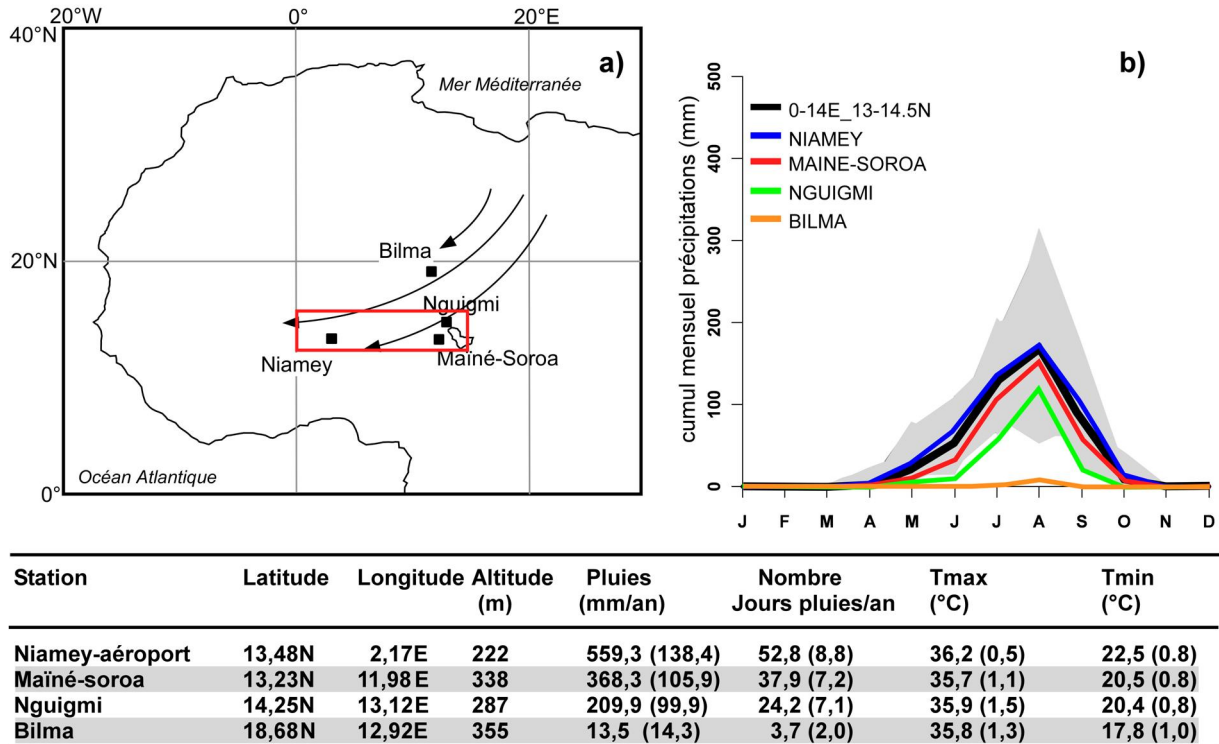 20°W 0° 20°E
40°N
a)
Mer Méditerranée
Bilma
20°N
Nguigmi
Niamey
Maïné-Soroa
Océan Atlantique
0°
b)
cumul mensuel précipitations (mm)
500
400
300
200
100
0
0-14E_13-14.5N
NIAMEY
MAINE-SOROA
NGUIGMI
BILMA
J F M A M J J A S O N D
Station Latitude Longitude Altitude Pluies Nombre Tmax Tmin
(m) (mm/an) Jours pluies/an (°C) (°C)
Niamey-aéroport 13,48N 2,17E 222 559,3 (138,4) 52,8 (8,8) 36,2 (0,5) 22,5 (0.8)
Maïné-soroa 13,23N 11,98E 338 368,3 (105,9) 37,9 (7,2) 35,7 (1,1) 20,5 (0.8)
Nguigmi 14,25N 13,12E 287 209,9 (99,9) 24,2 (7,1) 35,9 (1,5) 20,4 (0,8)
Bilma 18,68N 12,92E 355 13,5 (14,3) 3,7 (2,0) 35,8 (1,3) 17,8 (1,0)